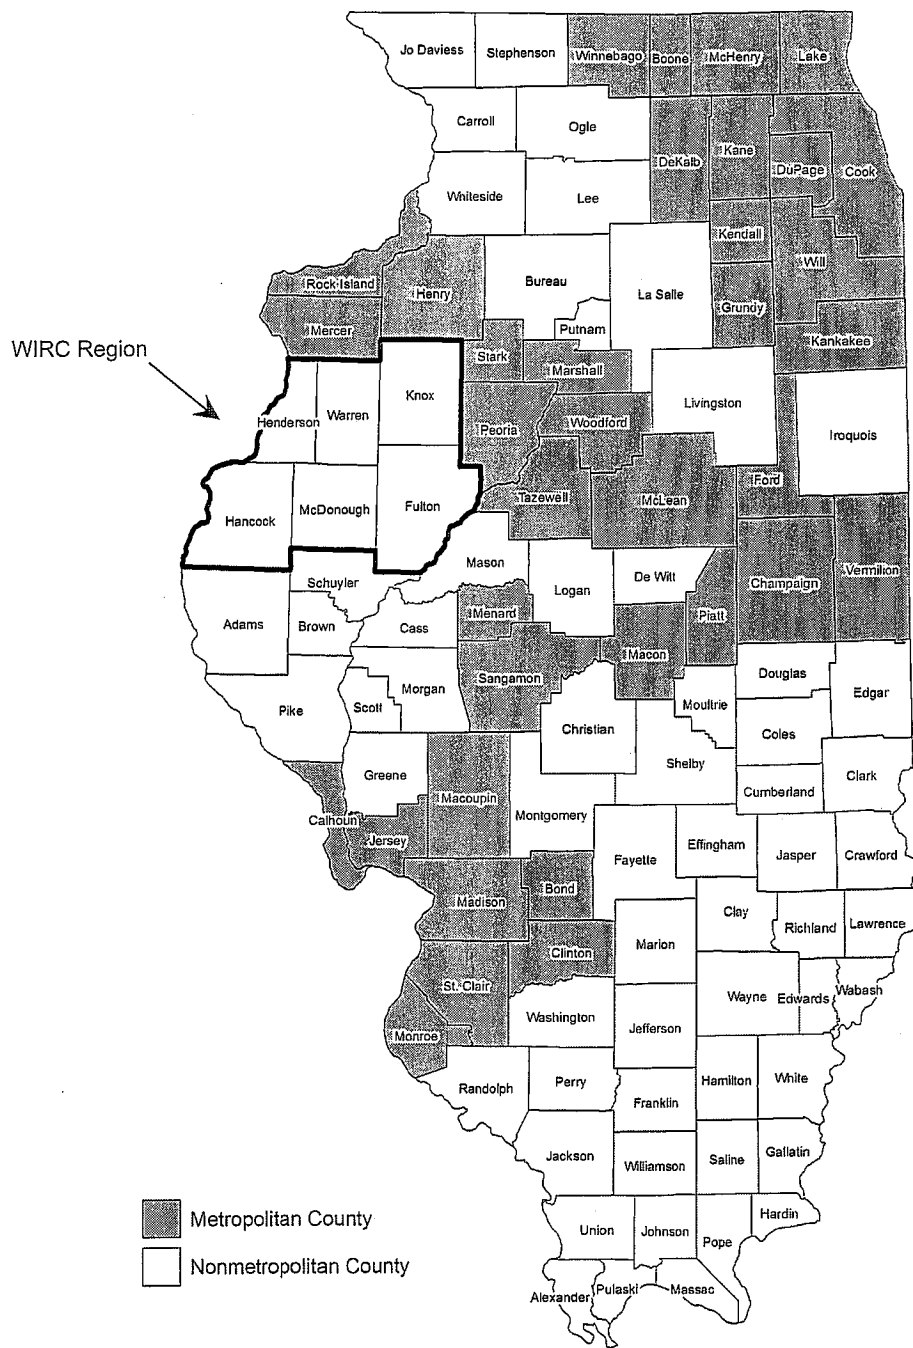 Jo Daviess
Stephenson
Winnebago
Boone
McHenry
Lake
Carroll
Ogle
DeKalb
Kane
DuPage
Cook
Whiteside
Lee
Kendall
Will
Rock Island
Henry
Bureau
La Salle
Grundy
Mercer
Putnam
Kankakee
WIRC Region
Stark
Marshall
Knox
Henderson
Warren
Peoria
Woodford
Livingston
Iroquois
Hancock
McDonough
Fulton
Tazewell
McLean
Ford
Mason
Schuyler
Logan
De Witt
Champaign
Vermilion
Adams
Brown
Cass
Menard
Piatt
Macon
Sangamon
Douglas
Edgar
Pike
Scott
Morgan
Christian
Moultrie
Coles
Shelby
Greene
Macoupin
Cumberland
Clark
Calhoun
Jersey
Montgomery
Fayette
Effingham
Jasper
Crawford
Madison
Bond
Clay
Richland
Lawrence
Marion
Clinton
St. Clair
Wayne
Edwards
Wabash
Washington
Jefferson
Monroe
Randolph
Perry
Hamilton
White
Franklin
Jackson
Williamson
Saline
Gallatin
Metropolitan County
Nonmetropolitan County
Union
Johnson
Pope
Hardin
Alexander
Pulaski
Massac